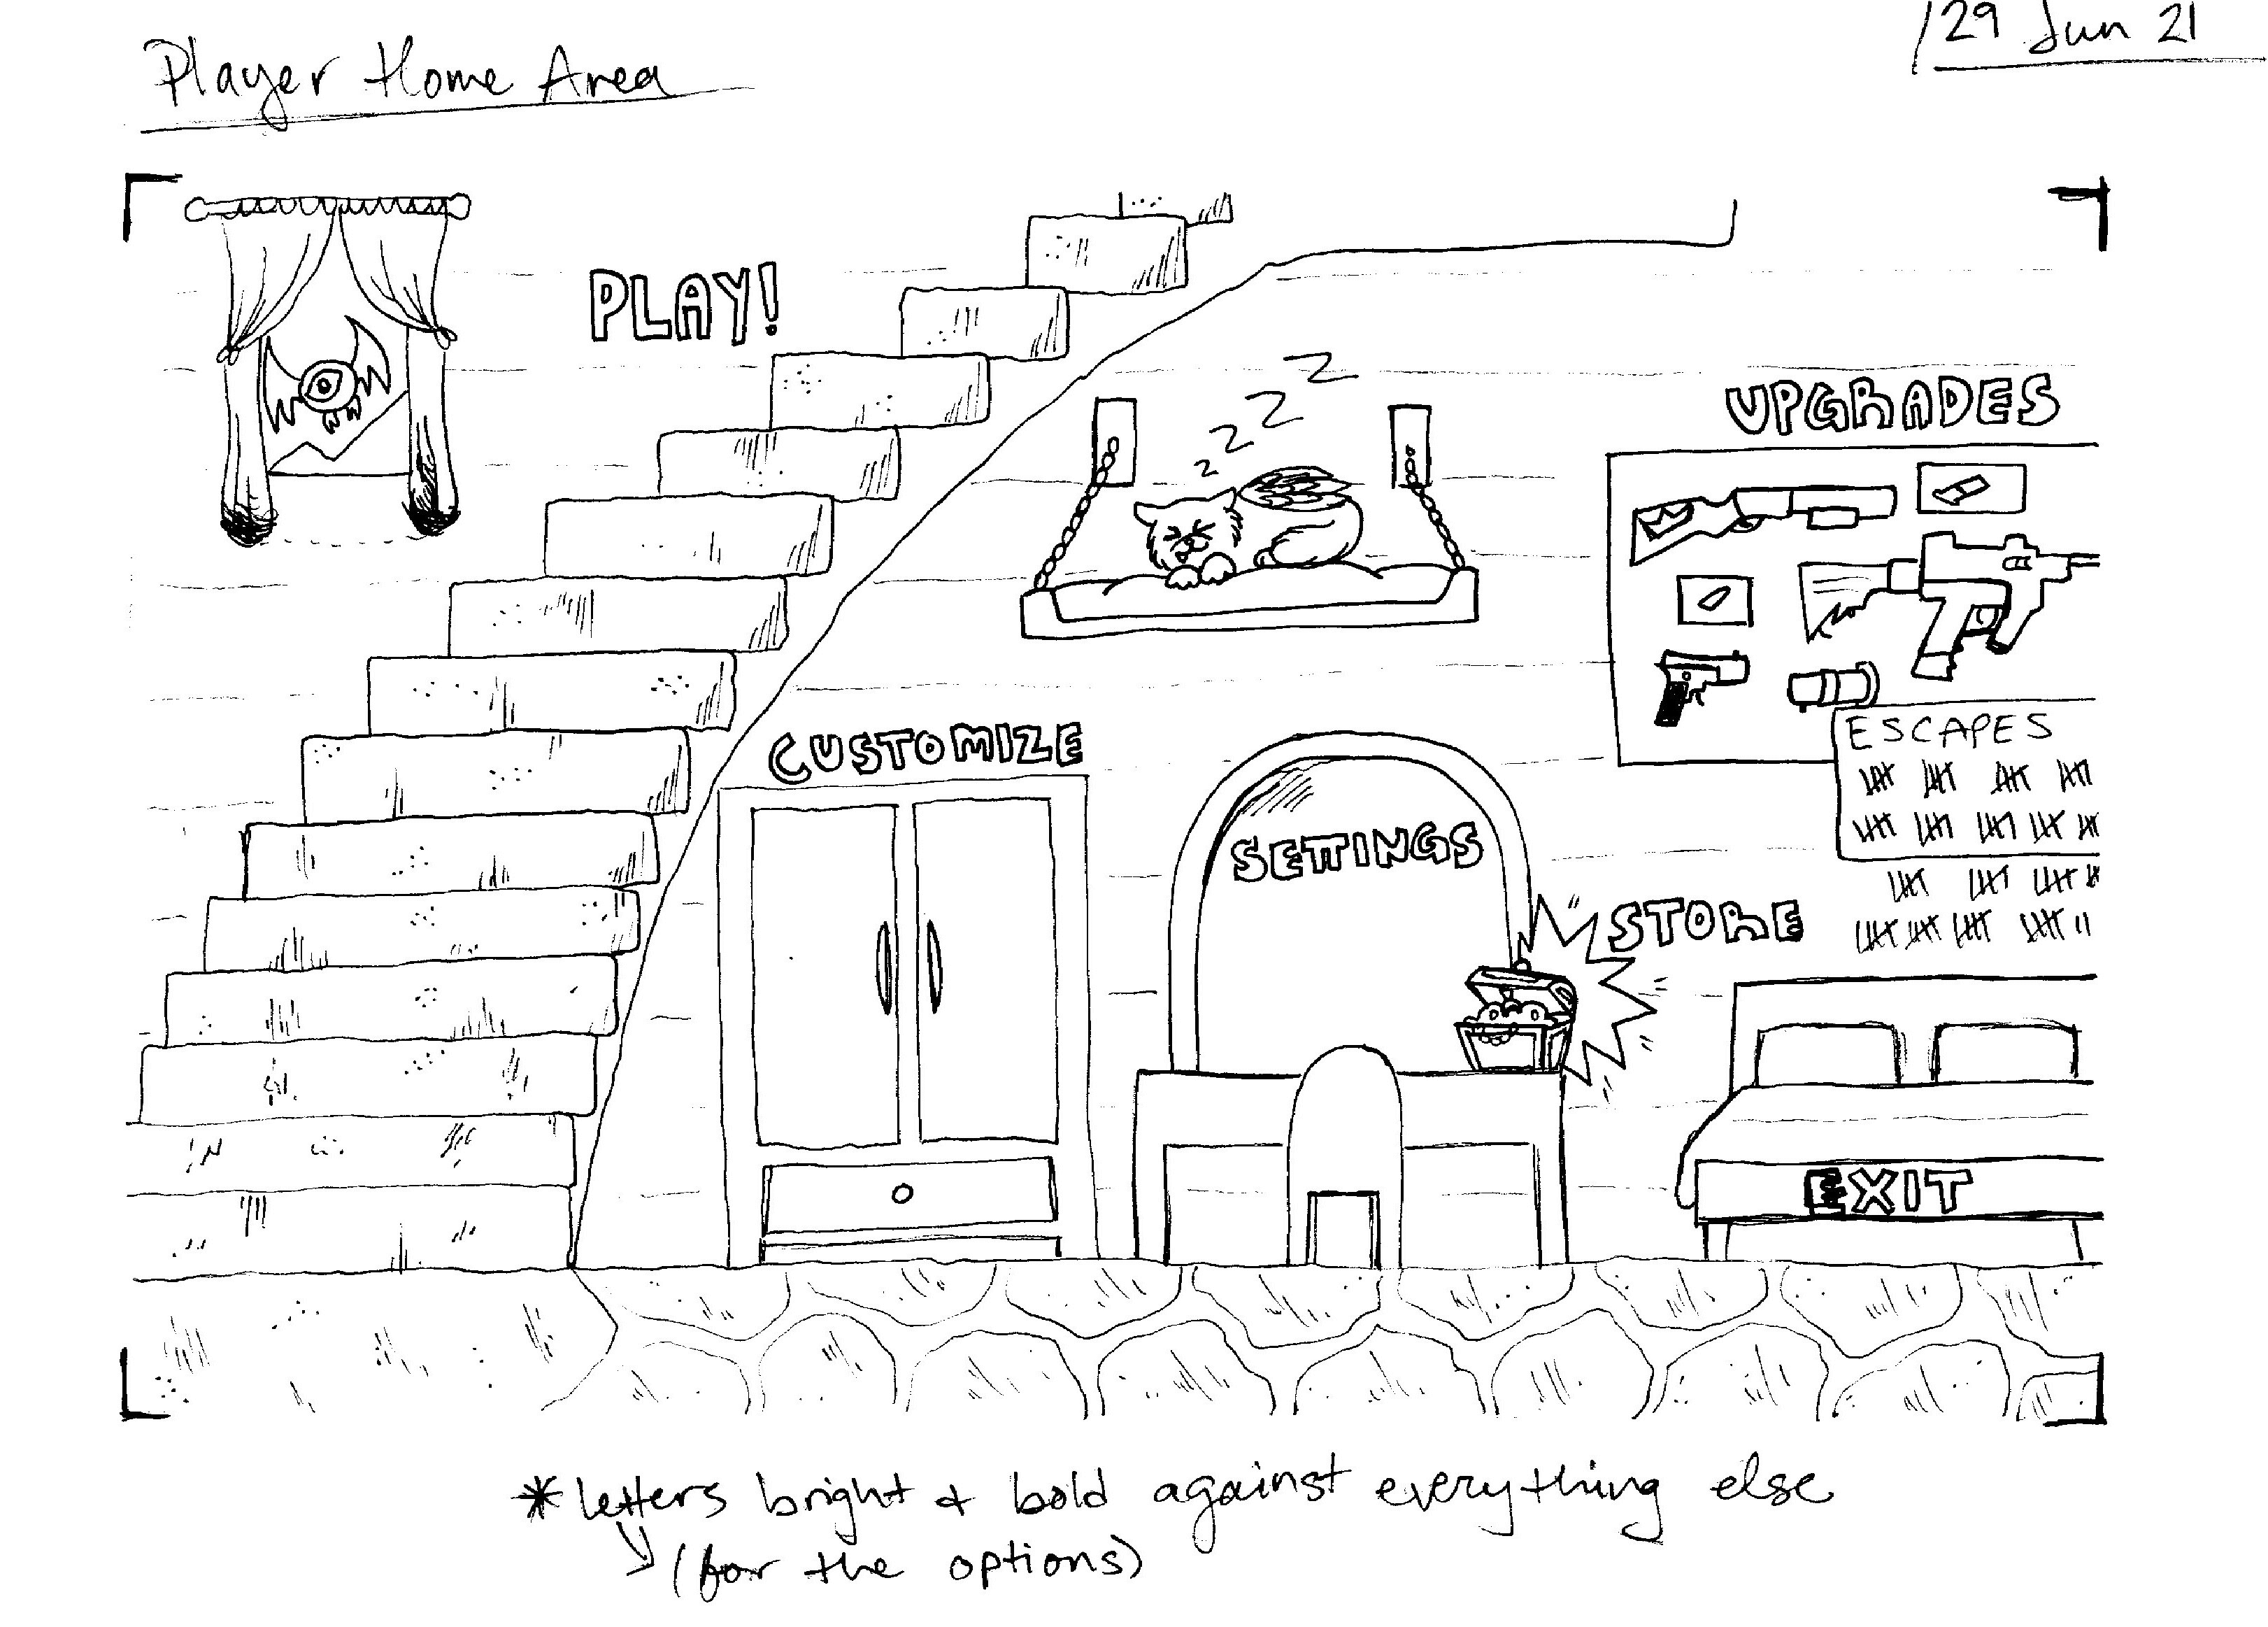 Player Home Area
29 Jun 21
PLAY!
z z z z
UPGRADES
ESCAPES
CUSTOMIZE
SETTINGS
STORE
EXIT
* letters bright & bold against everything else
(for the options)